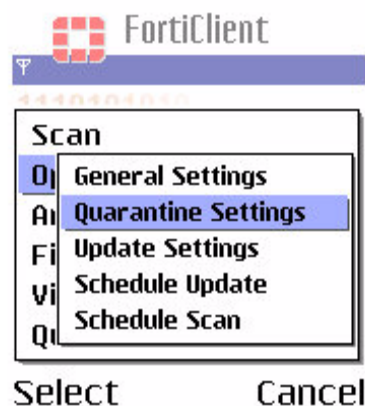 FortiClient
Scan
General Settings
Quarantine Settings
Update Settings
Schedule Update
Schedule Scan
Select Cancel